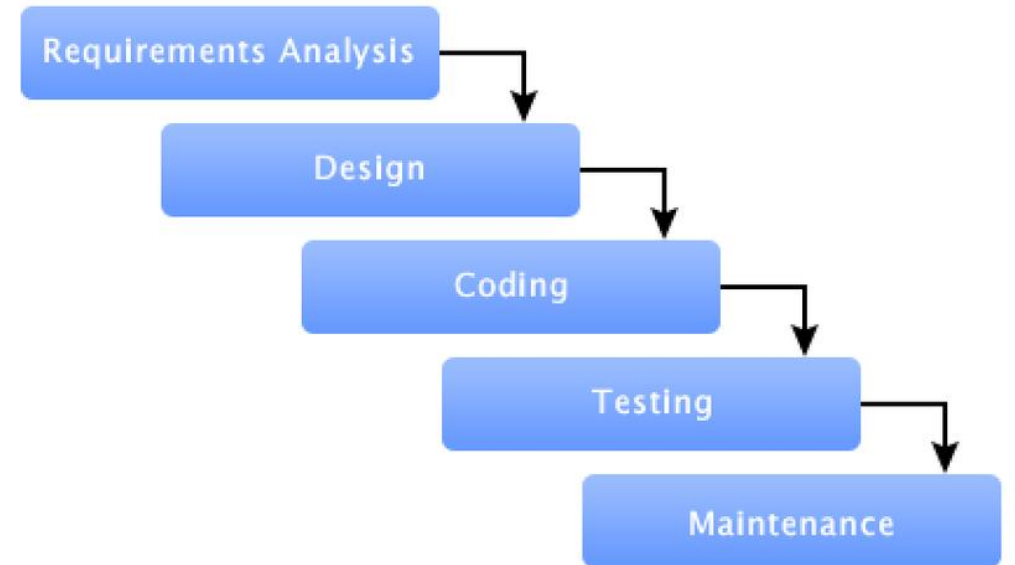 Requirements Analysis
Design
Coding
Testing
Maintenance